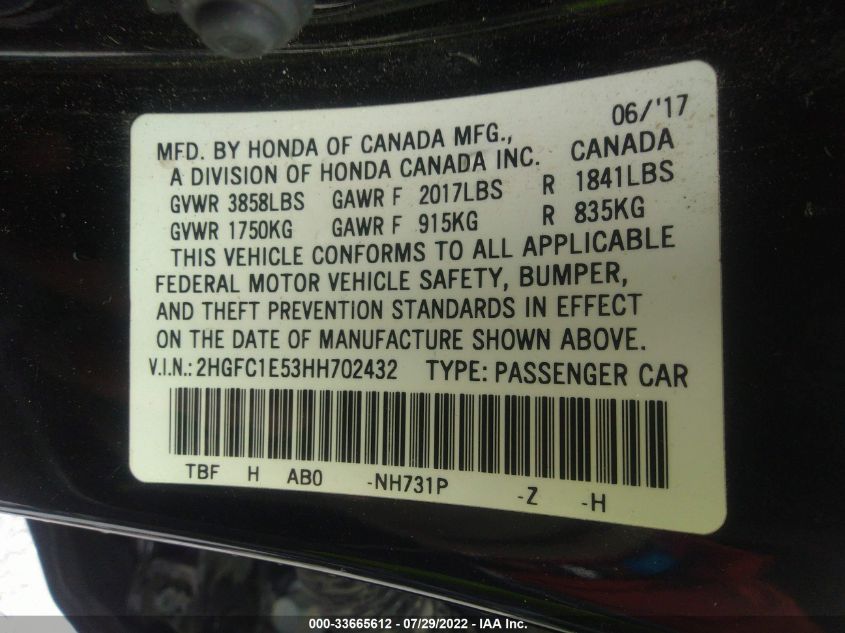 06/'17
MFD. BY HONDA OF CANADA MFG., CANADA
A DIVISION OF HONDA CANADA INC.
GVWR 3858LBS GAWR F 2017LBS R 1841LBS
GVWR 1750KG GAWR F 915KG R 835KG
THIS VEHICLE CONFORMS TO ALL APPLICABLE
FEDERAL MOTOR VEHICLE SAFETY, BUMPER,
AND THEFT PREVENTION STANDARDS IN EFFECT
ON THE DATE OF MANUFACTURE SHOWN ABOVE.
V.I.N.: 2HGFC1E53HH702432 TYPE: PASSENGER CAR
TBF H AB0 -NH731P -Z -H
000-33665612 - 07/29/2022 - IAA Inc.